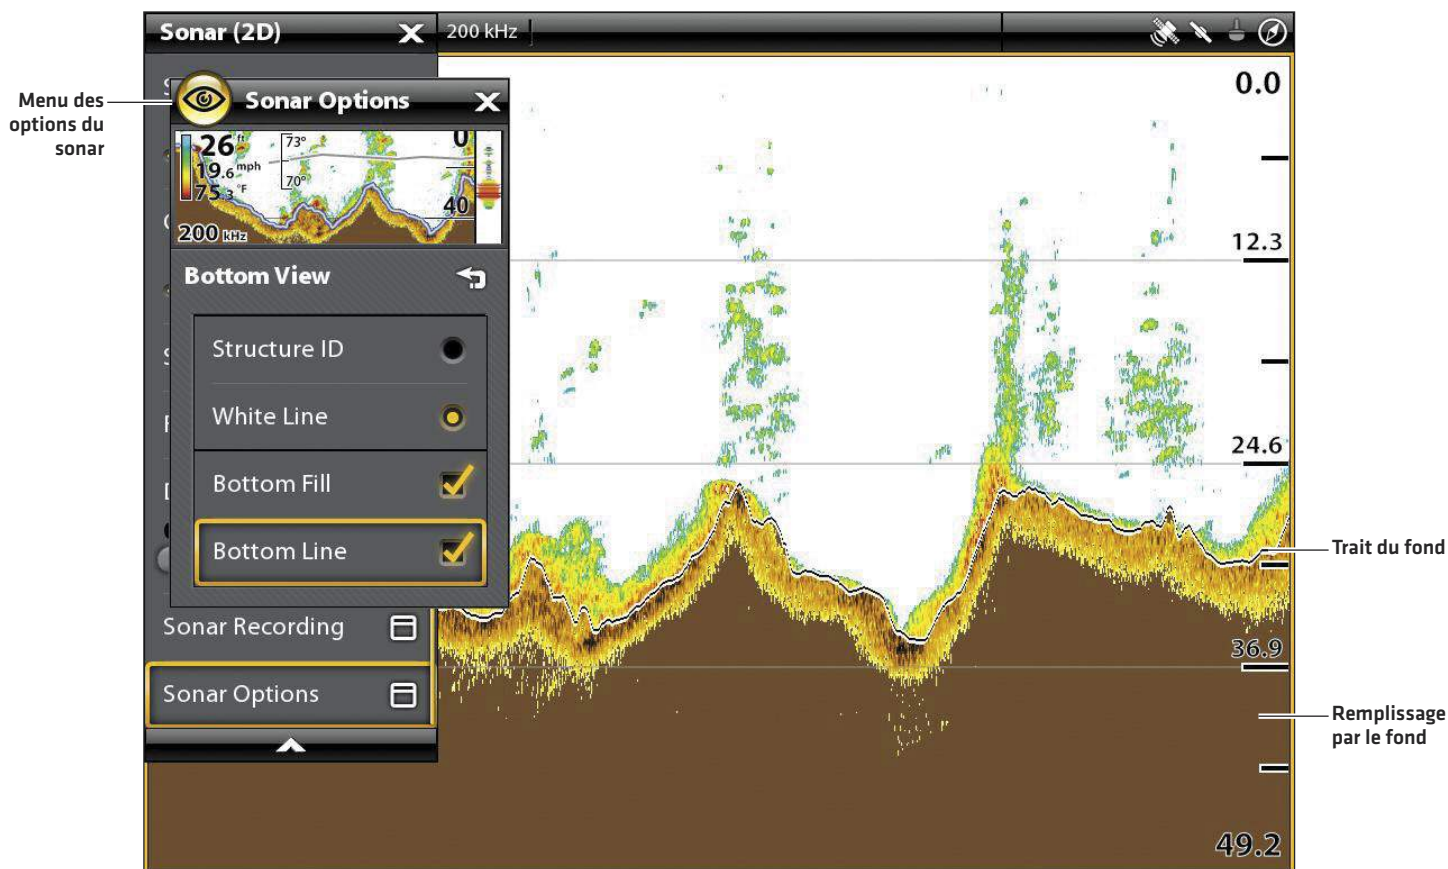 Sonar (2D)
200 kHz
Menu des
options du
sonar
Sonar Options
26 ft
19.6 mph
75.3 °F
73°
70°
0
40
200 kHz
Bottom View
Structure ID
White Line
Bottom Fill
Bottom Line
Sonar Recording
Sonar Options
0.0
12.3
24.6
36.9
49.2
Trait du fond
Remplissage
par le fond